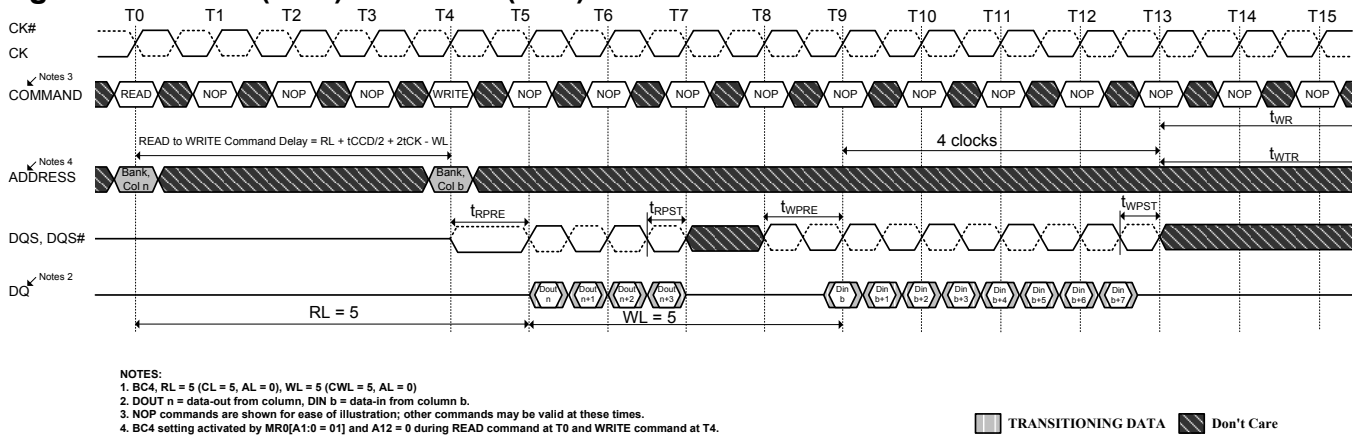 T0 T1 T2 T3 T4 T5 T6 T7 T8 T9 T10 T11 T12 T13 T14 T15
CK#
CK
Notes 3
COMMAND READ NOP NOP NOP WRITE NOP NOP NOP NOP NOP NOP NOP NOP NOP NOP NOP
tWR
READ to WRITE Command Delay = RL + tCCD/2 + 2tCK - WL
4 clocks
tWTR
Notes 4
ADDRESS
Bank, Col n
Bank, Col b
tRPRE tRPST tWPRE tWPST
DQS, DQS#
Notes 2
DQ
Dout n Dout n+1 Dout n+2 Dout n+3 Din b Din b+1 Din b+2 Din b+3 Din b+4 Din b+5 Din b+6 Din b+7
RL = 5 WL = 5
NOTES:
1. BC4, RL = 5 (CL = 5, AL = 0), WL = 5 (CWL = 5, AL = 0)
2. DOUT n = data-out from column, DIN b = data-in from column b.
3. NOP commands are shown for ease of illustration; other commands may be valid at these times.
4. BC4 setting activated by MR0[A1:0 = 01] and A12 = 0 during READ command at T0 and WRITE command at T4.
TRANSITIONING DATA Don't Care